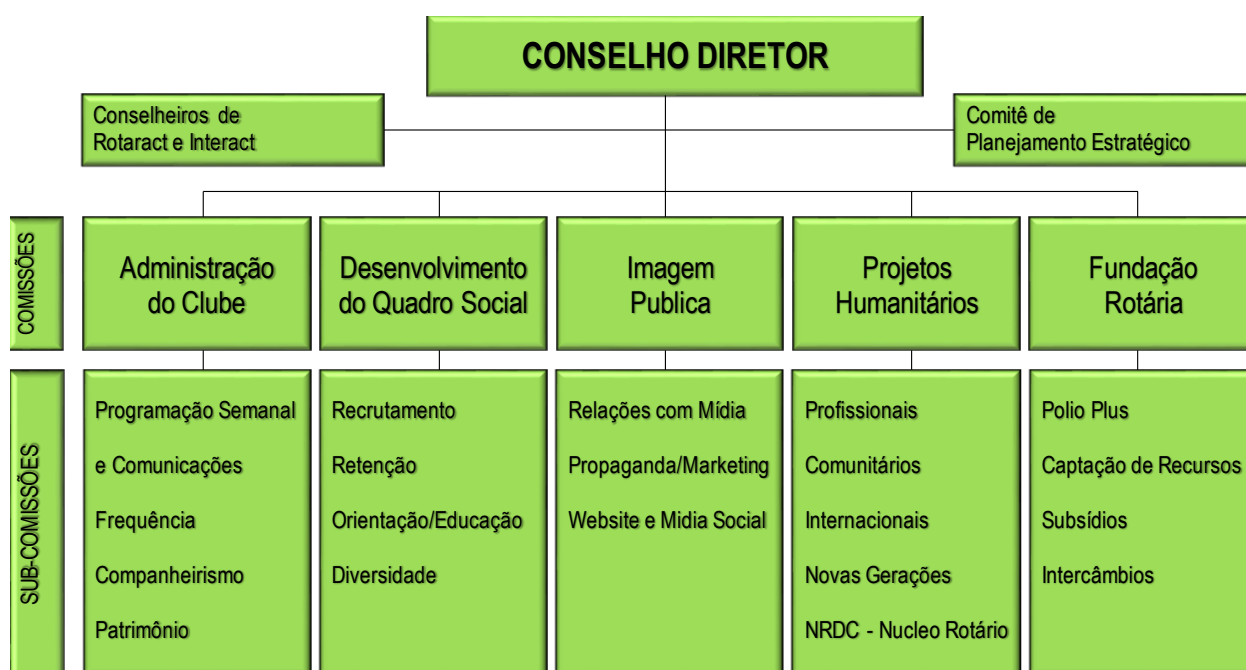 CONSELHO DIRETOR
Conselheiros de
Rotaract e Interact
Comitê de
Planejamento Estratégico
COMISSÕES
Administração
do Clube
Desenvolvimento
do Quadro Social
Imagem
Publica
Projetos
Humanitários
Fundação
Rotária
SUB-COMISSÕES
Programação Semanal
e Comunicações
Frequência
Companheirismo
Patrimônio
Recrutamento
Retenção
Orientação/Educação
Diversidade
Relações com Mídia
Propaganda/Marketing
Website e Midia Social
Profissionais
Comunitários
Internacionais
Novas Gerações
NRDC - Nucleo Rotário
Polio Plus
Captação de Recursos
Subsídios
Intercâmbios